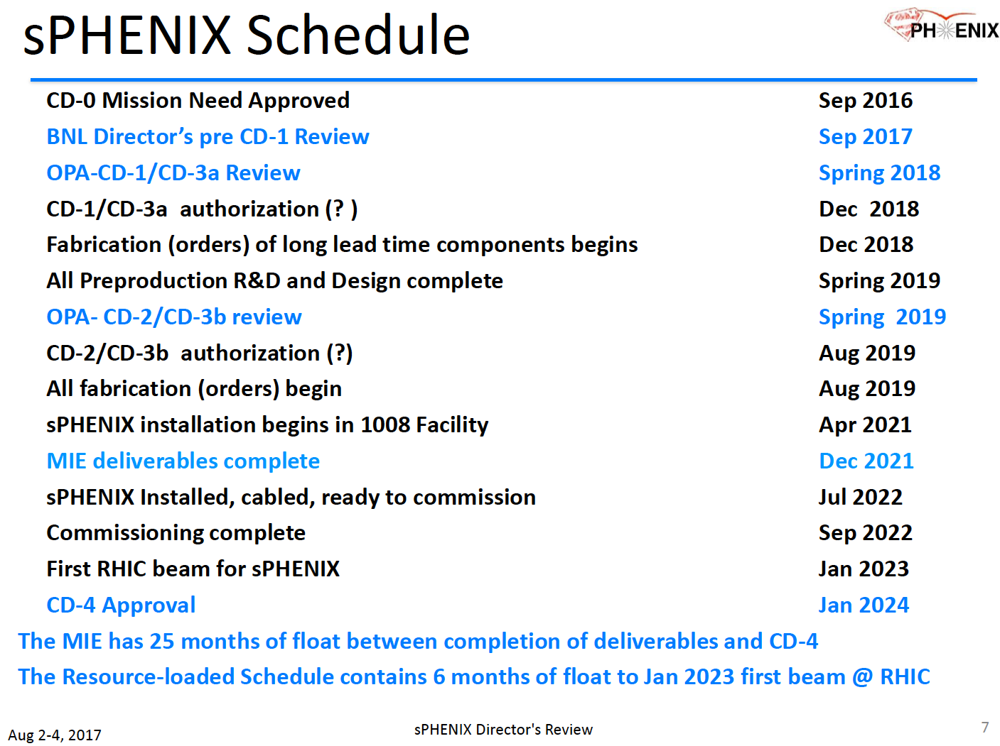 sPHENIX Schedule
PHENIX
CD-0 Mission Need Approved Sep 2016
BNL Director’s pre CD-1 Review Sep 2017
OPA-CD-1/CD-3a Review Spring 2018
CD-1/CD-3a  authorization (? ) Dec  2018
Fabrication (orders) of long lead time components begins Dec 2018
All Preproduction R&D and Design complete Spring 2019
OPA- CD-2/CD-3b review Spring  2019
CD-2/CD-3b  authorization (?) Aug 2019
All fabrication (orders) begin Aug 2019
sPHENIX installation begins in 1008 Facility Apr 2021
MIE deliverables complete Dec 2021
sPHENIX Installed, cabled, ready to commission Jul 2022
Commissioning complete Sep 2022
First RHIC beam for sPHENIX Jan 2023
CD-4 Approval Jan 2024
The MIE has 25 months of float between completion of deliverables and CD-4
The Resource-loaded Schedule contains 6 months of float to Jan 2023 first beam @ RHIC
Aug 2-4, 2017 sPHENIX Director's Review 7